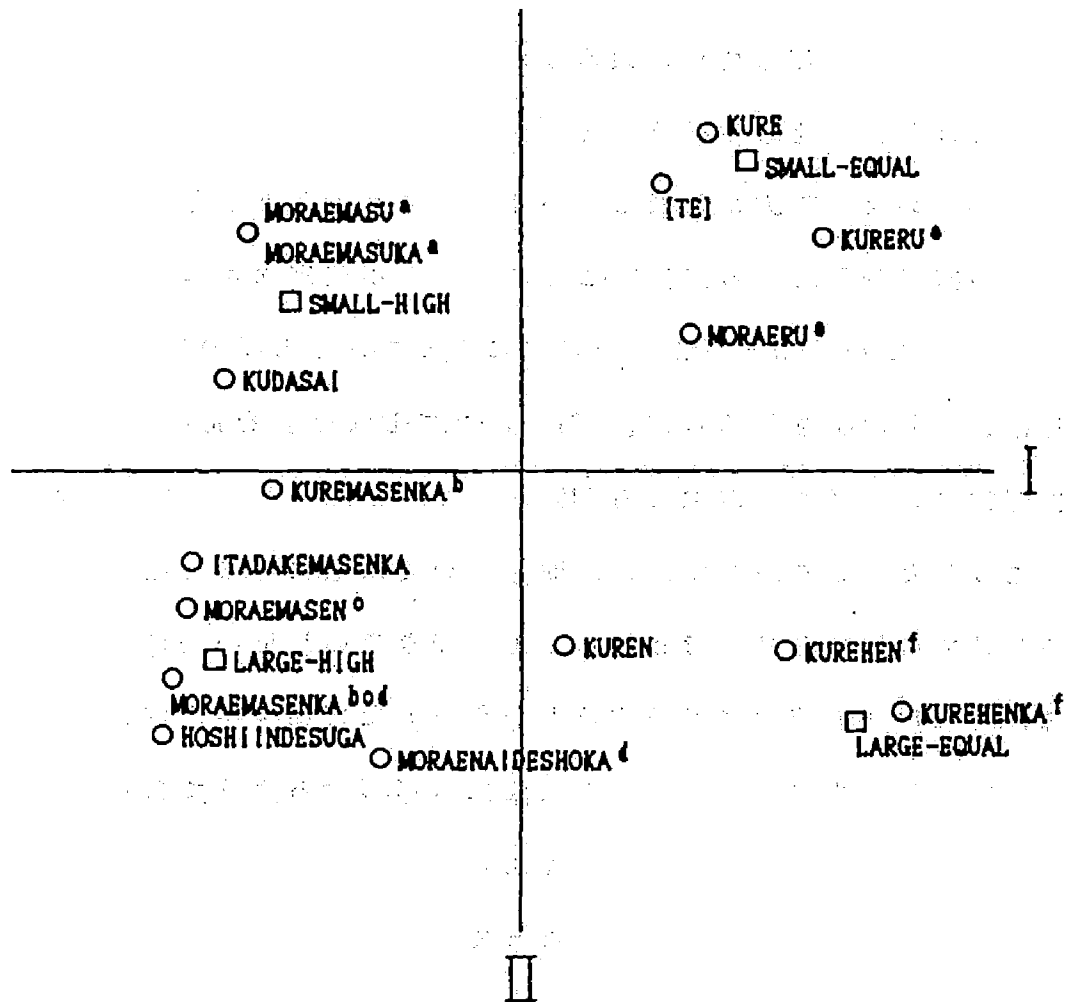 KURE
SMALL-EQUAL
[TE]
MORAEMASU a
MORAEMASUKA a
KURERU a
SMALL-HIGH
MORAERU a
KUDASAI
I
KUREMASENKA b
ITADAKEMASENKA
MORAEMASEN c
KUREN
KUREHEN f
LARGE-HIGH
MORAEMASENKA b c d
KUREHENKA f
HOSHIINDESUGA
LARGE-EQUAL
MORAENAIDESHOKA d
II